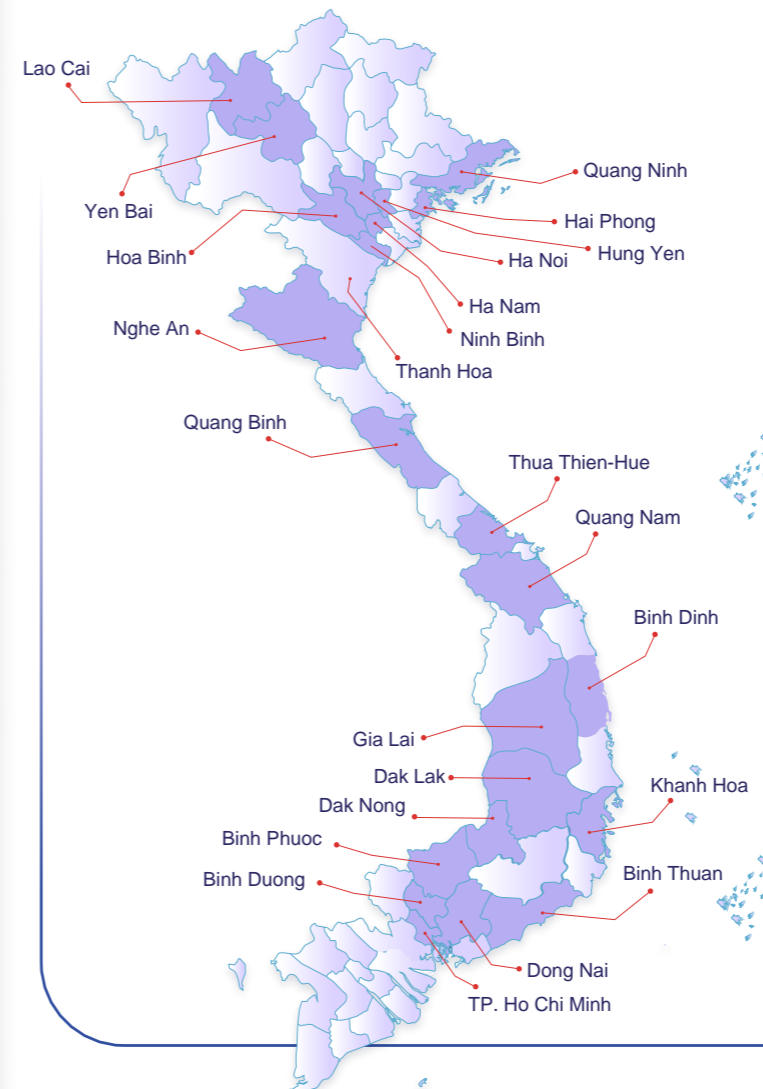 Lao Cai
Quang Ninh
Yen Bai
Hai Phong
Hung Yen
Hoa Binh
Ha Noi
Ha Nam
Nghe An
Ninh Binh
Thanh Hoa
Quang Binh
Thua Thien-Hue
Quang Nam
Binh Dinh
Gia Lai
Dak Lak
Khanh Hoa
Dak Nong
Binh Phuoc
Binh Thuan
Binh Duong
Dong Nai
TP. Ho Chi Minh